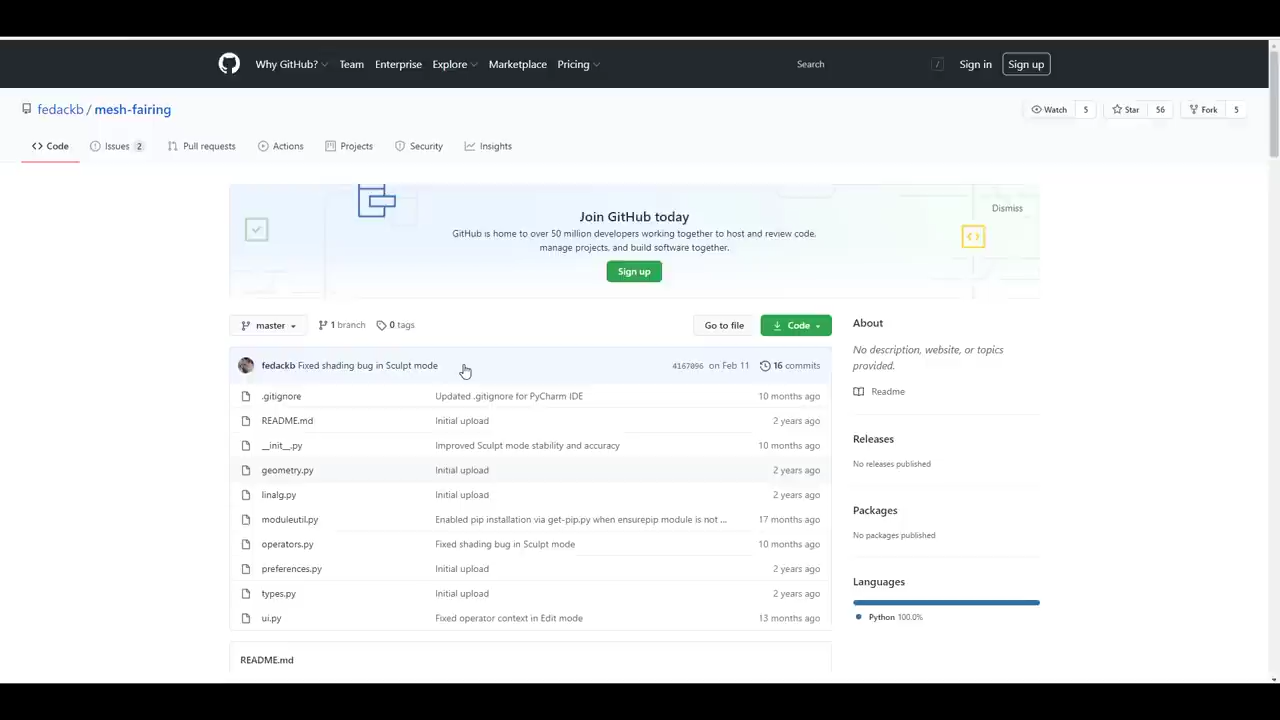 Why GitHub? Team Enterprise Explore Marketplace Pricing Search / Sign in Sign up
fedackb / mesh-fairing Watch 5 Star 56 Fork 5
Code Issues 2 Pull requests Actions Projects Security Insights
Join GitHub today
Dismiss
GitHub is home to over 50 million developers working together to host and review code,
manage projects, and build software together.
Sign up
master 1 branch 0 tags Go to file Code
About
No description, website, or topics
provided.
Readme
fedackb Fixed shading bug in Sculpt mode 4167096 on Feb 11 16 commits
.gitignore Updated .gitignore for PyCharm IDE 10 months ago
README.md Initial upload 2 years ago
__init__.py Improved Sculpt mode stability and accuracy 10 months ago
geometry.py Initial upload 2 years ago
linalg.py Initial upload 2 years ago
moduleutil.py Enabled pip installation via get-pip.py when ensurepip module is not ... 17 months ago
operators.py Fixed shading bug in Sculpt mode 10 months ago
preferences.py Initial upload 2 years ago
types.py Initial upload 2 years ago
ui.py Fixed operator context in Edit mode 13 months ago
Releases
No releases published
Packages
No packages published
Languages
Python 100.0%
README.md